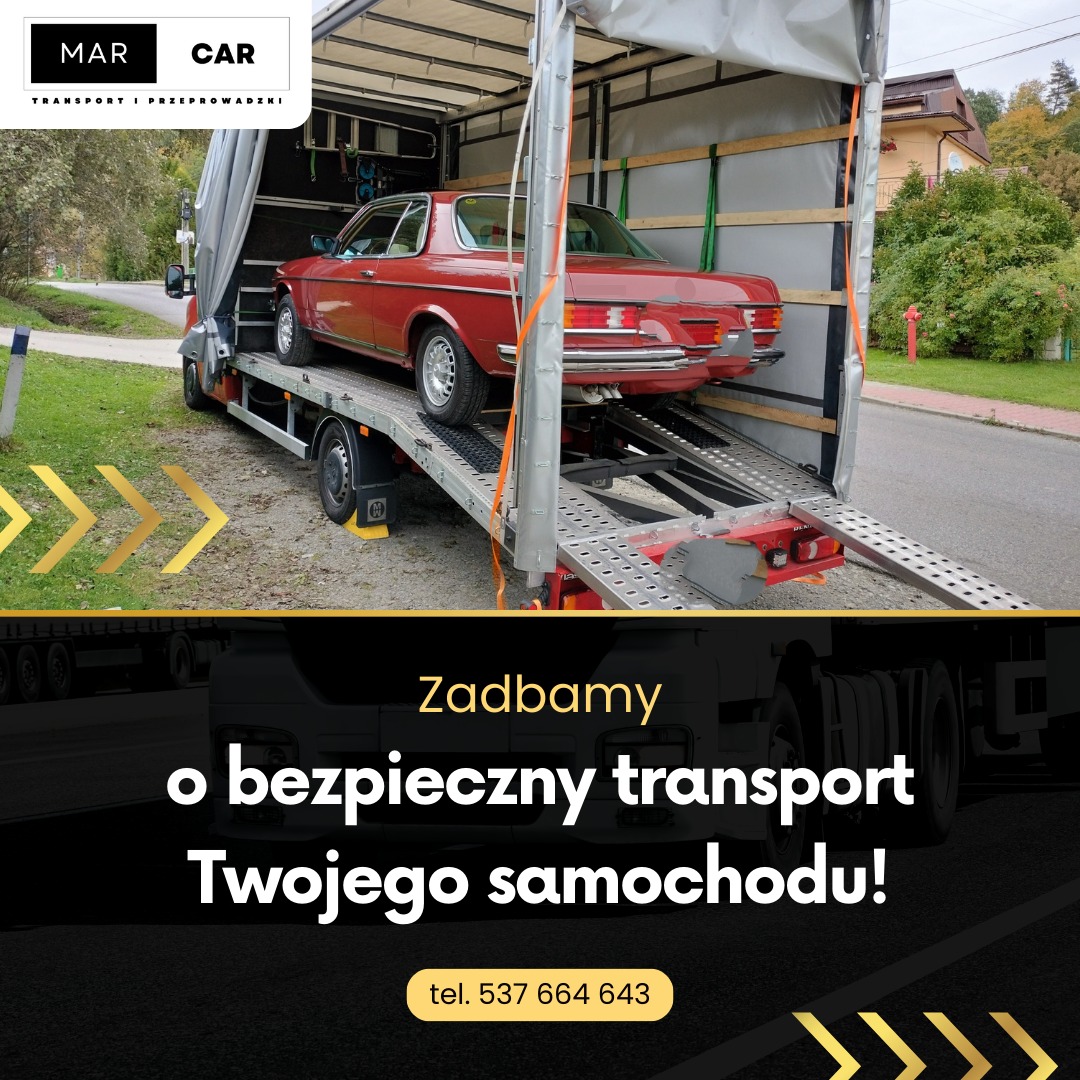 MAR CAR
TRANSPORT I PRZEPROWADZKI
Zadbamy
o bezpieczny transport
Twojego samochodu!
tel. 537 664 643